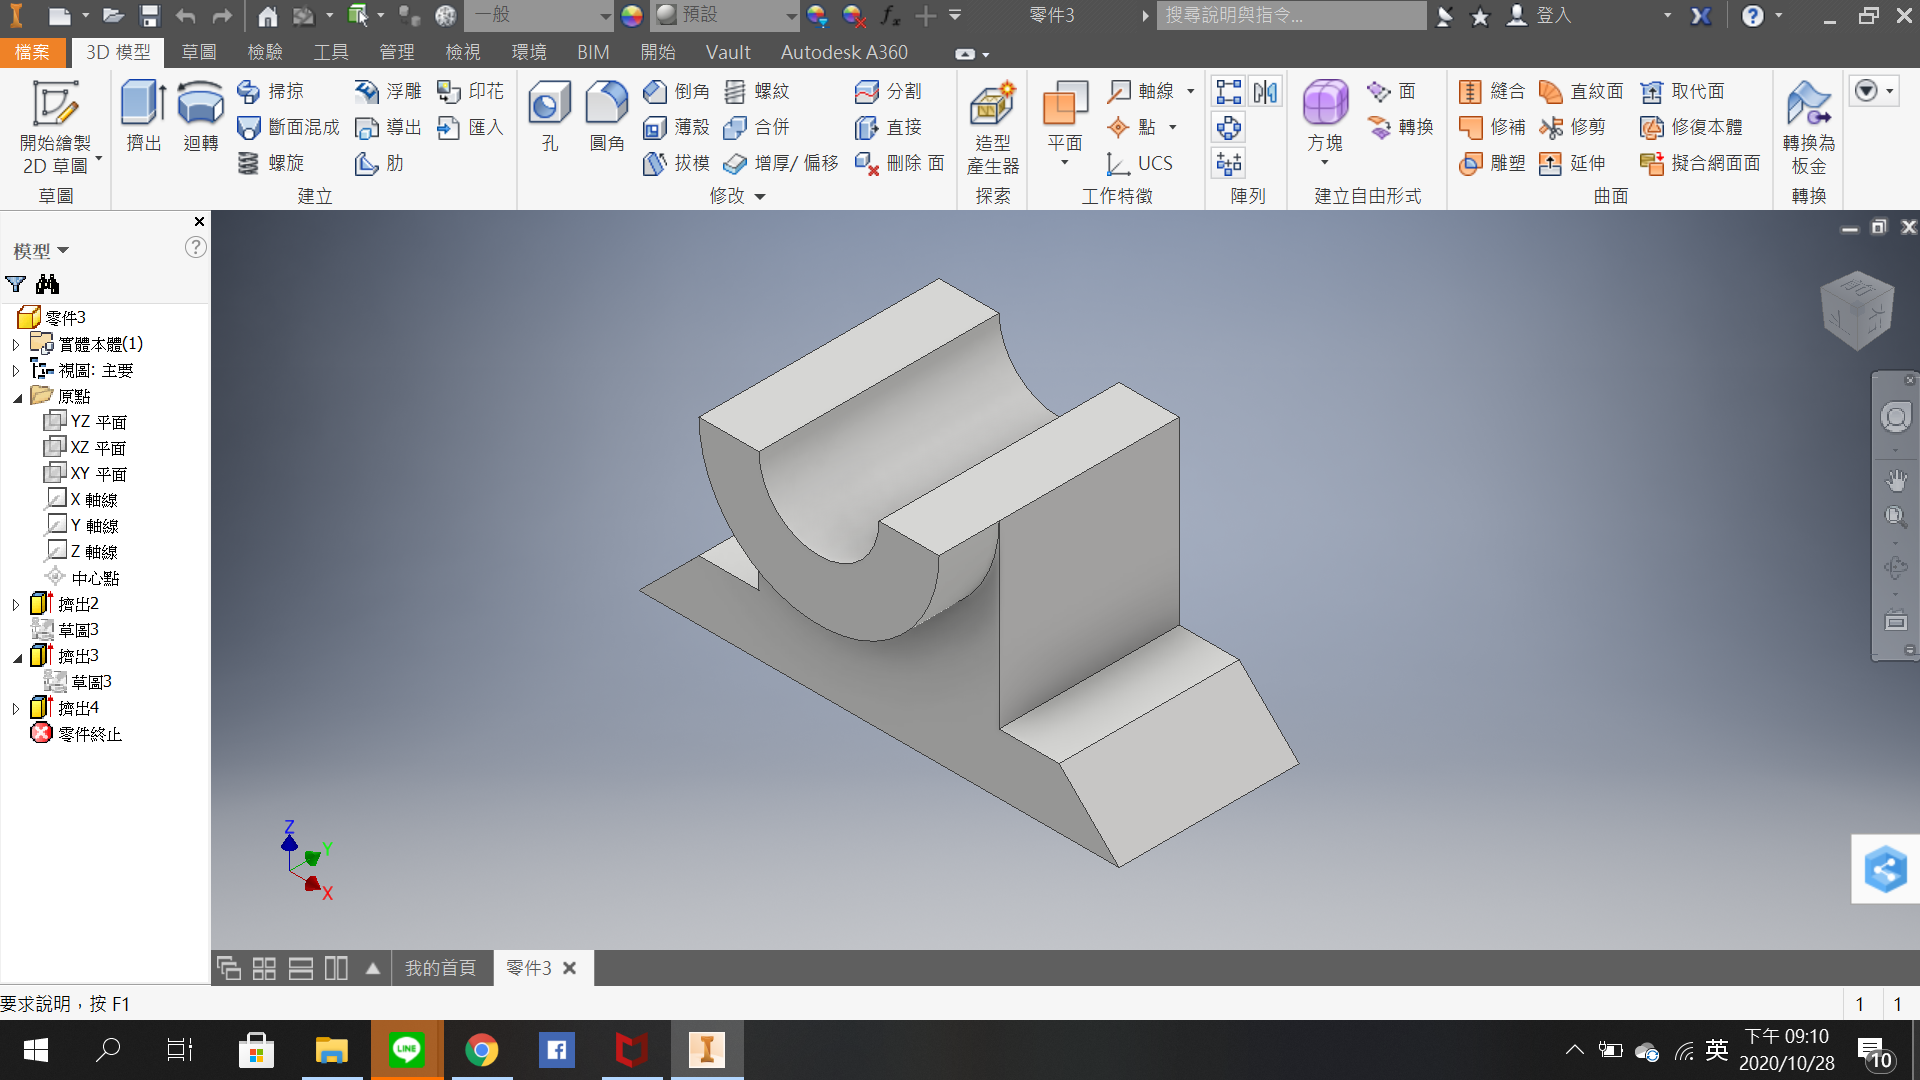 一般
預設
fx
零件3
搜尋說明與指令...
登入
檔案
3D 模型
草圖
檢驗
工具
管理
檢視
環境
BIM
開始
Vault
Autodesk A360
開始繪製
2D 草圖
草圖
擠出
迴轉
掃掠
斷面混成
螺旋
浮雕
導出
肋
印花
匯入
建立
孔
圓角
倒角
薄殼
拔模
螺紋
合併
增厚/ 偏移
分割
直接
刪除 面
修改
造型
產生器
探索
平面
軸線
點
UCS
工作特徵
陣列
方塊
面
轉換
建立自由形式
縫合
修補
雕塑
直紋面
修剪
延伸
取代面
修復本體
擬合網面面
曲面
轉換為
板金
轉換
模型
零件3
實體本體(1)
視圖: 主要
原點
YZ 平面
XZ 平面
XY 平面
X 軸線
Y 軸線
Z 軸線
中心點
擠出2
草圖3
擠出3
草圖3
擠出4
零件終止
Z
Y
X
我的首頁
零件3
要求說明，按 F1
1
1
LINE
英
下午 09:10
2020/10/28
10